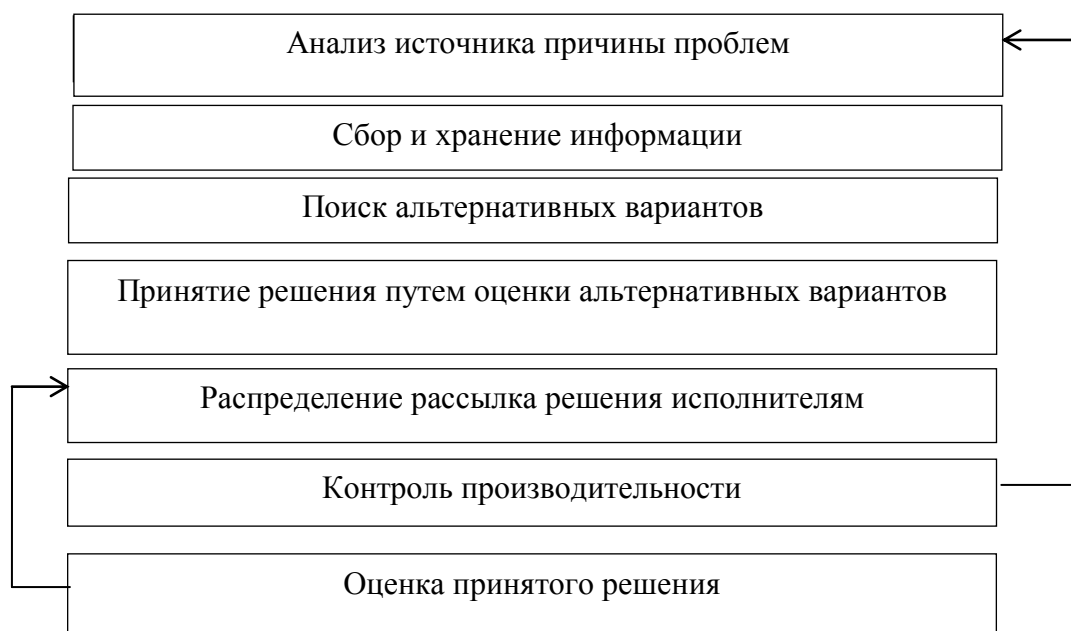 Анализ источника причины проблем
Сбор и хранение информации
Поиск альтернативных вариантов
Принятие решения путем оценки альтернативных вариантов
Распределение рассылка решения исполнителям
Контроль производительности
Оценка принятого решения